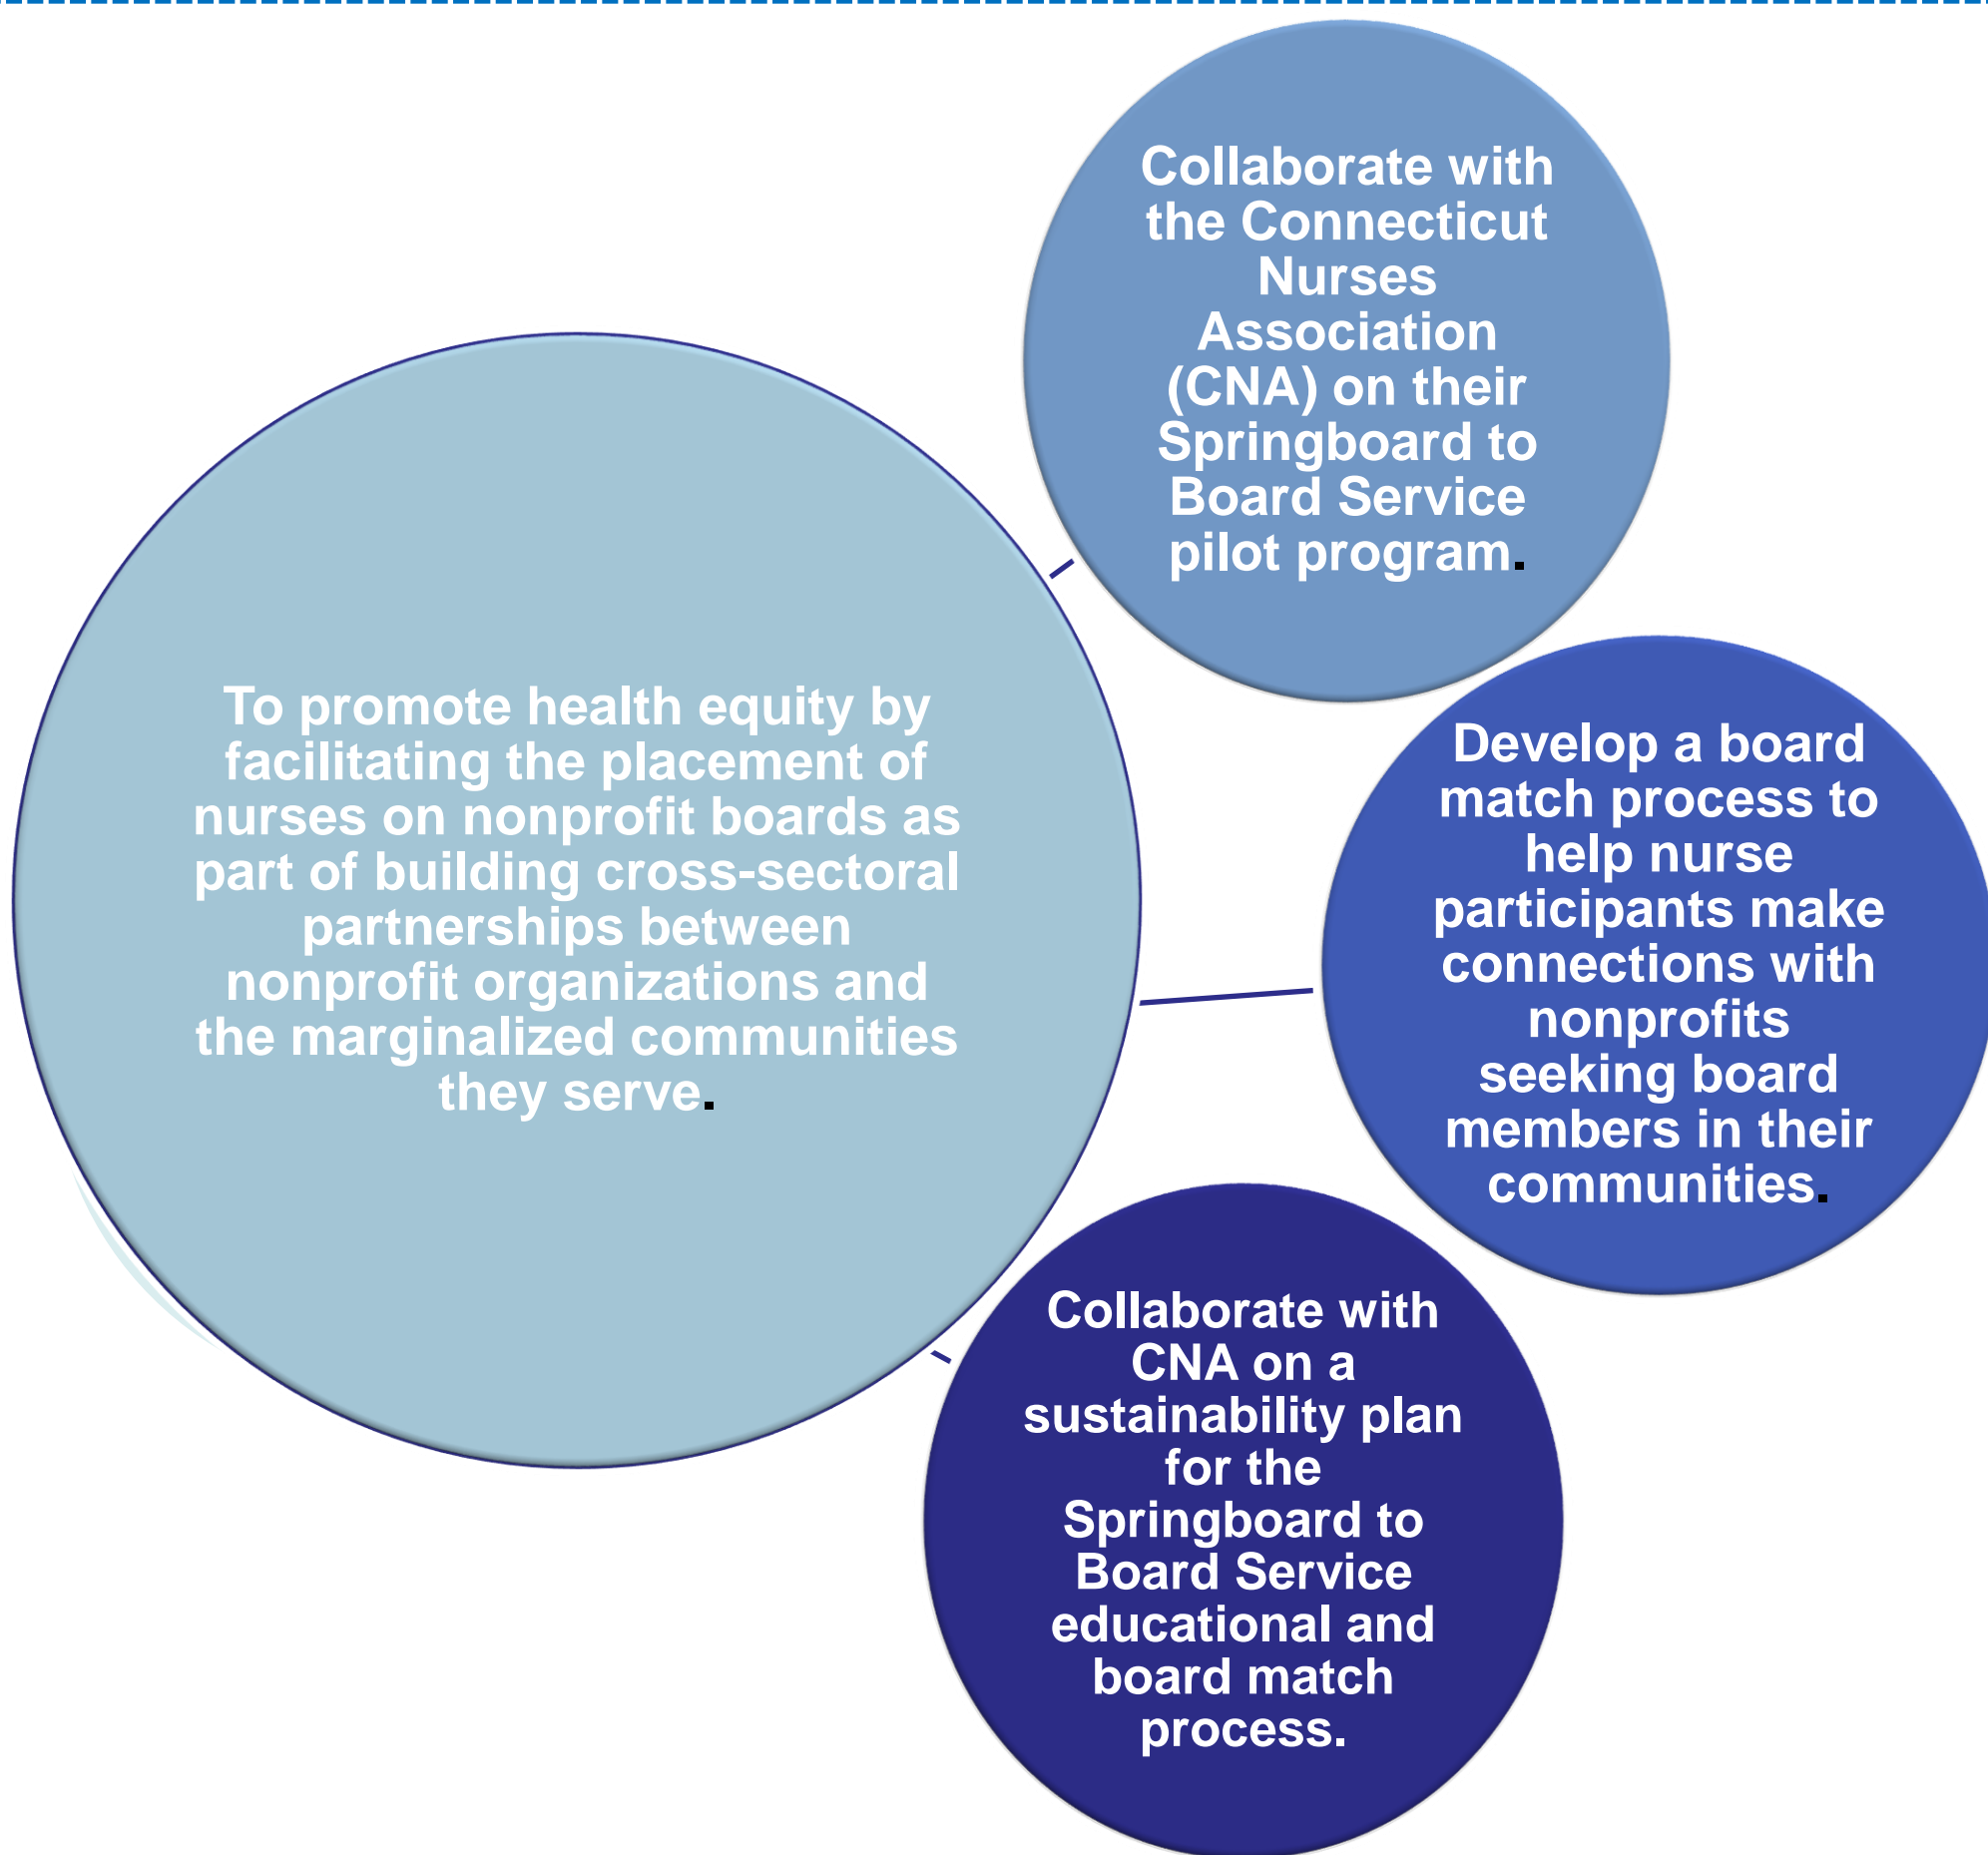 To promote health equity by
facilitating the placement of
nurses on nonprofit boards as
part of building cross-sectoral
partnerships between
nonprofit organizations and
the marginalized communities
they serve.
Collaborate with
the Connecticut
Nurses
Association
(CNA) on their
Springboard to
Board Service
pilot program.
Develop a board
match process to
help nurse
participants make
connections with
nonprofits
seeking board
members in their
communities.
Collaborate with
CNA on a
sustainability plan
for the
Springboard to
Board Service
educational and
board match
process.